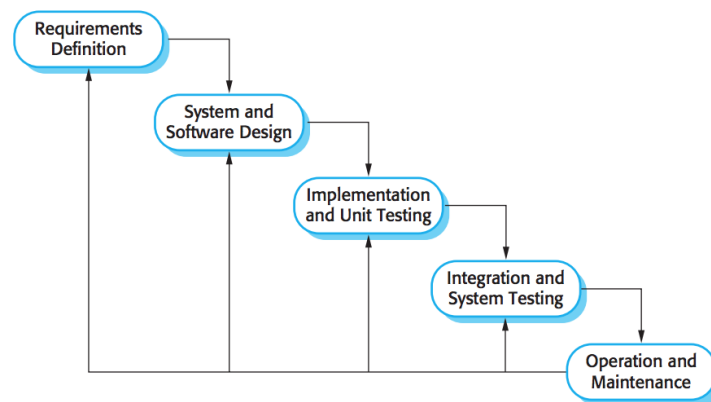 Requirements
Definition
System and
Software Design
Implementation
and Unit Testing
Integration and
System Testing
Operation and
Maintenance